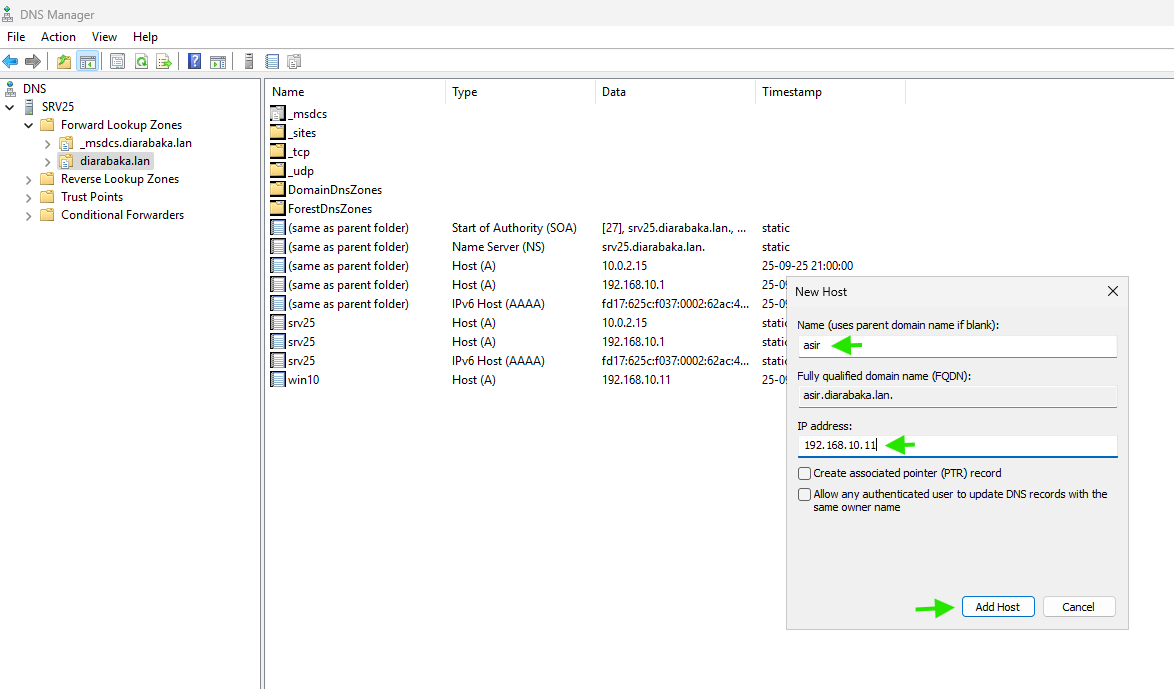 DNS Manager
File Action View Help
DNS
SRV25
Forward Lookup Zones
_msdcs.diarabaka.lan
diarabaka.lan
Reverse Lookup Zones
Trust Points
Conditional Forwarders
Name Type Data Timestamp
_msdcs
_sites
_tcp
_udp
DomainDnsZones
ForestDnsZones
(same as parent folder) Start of Authority (SOA) [27], srv25.diarabaka.lan., ... static
(same as parent folder) Name Server (NS) srv25.diarabaka.lan. static
(same as parent folder) Host (A) 10.0.2.15 25-09-25 21:00:00
(same as parent folder) Host (A) 192.168.10.1 25-0
(same as parent folder) IPv6 Host (AAAA) fd17:625c:f037:0002:62ac:4... 25-0
srv25 Host (A) 10.0.2.15 static
srv25 Host (A) 192.168.10.1 static
srv25 IPv6 Host (AAAA) fd17:625c:f037:0002:62ac:4... static
win10 Host (A) 192.168.10.11 25-0
New Host
Name (uses parent domain name if blank):
asir
Fully qualified domain name (FQDN):
asir.diarabaka.lan.
IP address:
192.168.10.11
Create associated pointer (PTR) record
Allow any authenticated user to update DNS records with the
same owner name
Add Host Cancel